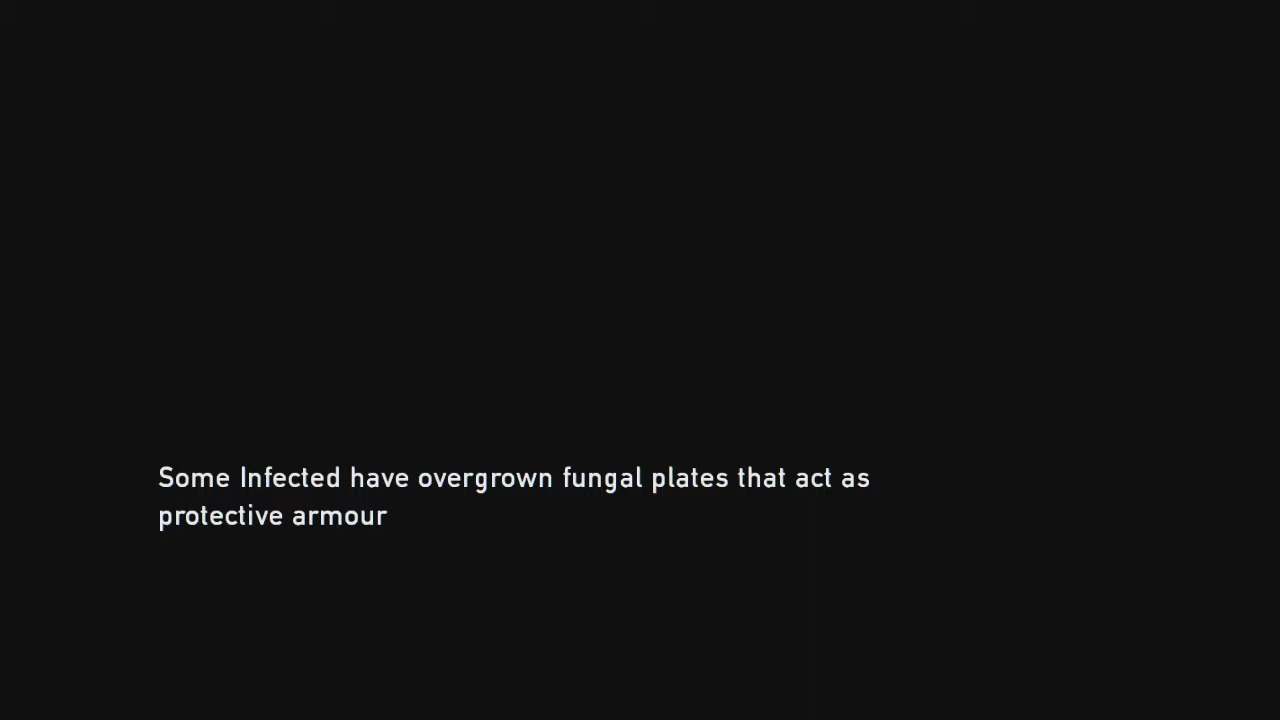 Some Infected have overgrown fungal plates that act as
protective armour